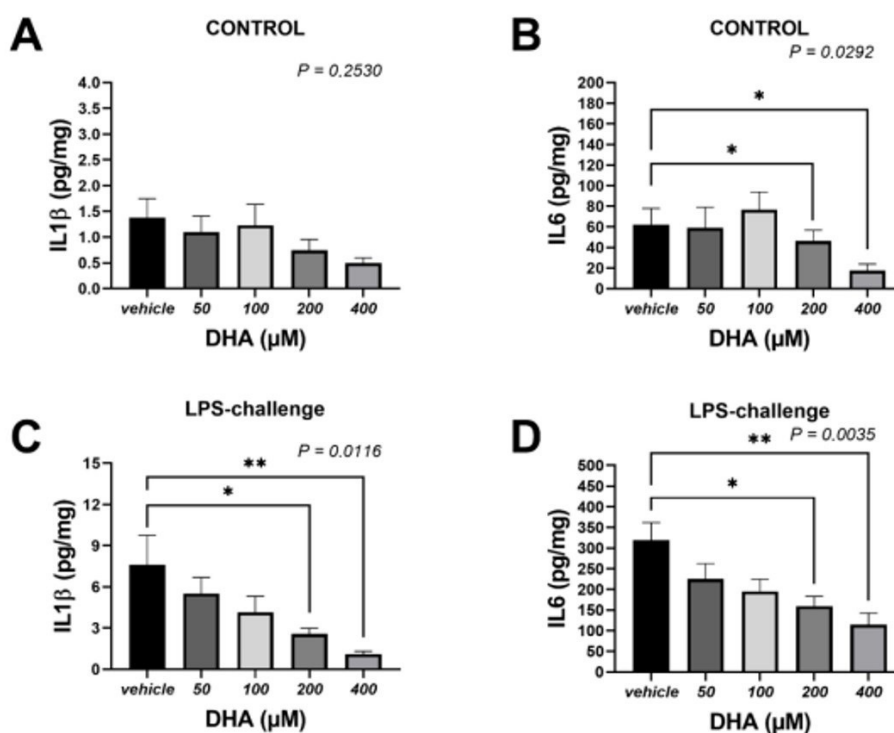 A
CONTROL
P = 0.2530
IL1β (pg/mg)
4.0
3.5
3.0
2.5
2.0
1.5
1.0
0.5
0.0
vehicle 50 100 200 400
DHA (µM)
B
CONTROL
P = 0.0292
IL6 (pg/mg)
200
180
160
140
120
100
80
60
40
20
0
*
*
vehicle 50 100 200 400
DHA (µM)
C
LPS-challenge
P = 0.0116
IL1β (pg/mg)
15
12
9
6
3
0
**
*
vehicle 50 100 200 400
DHA (µM)
D
LPS-challenge
P = 0.0035
IL6 (pg/mg)
500
450
400
350
300
250
200
150
100
50
0
**
*
vehicle 50 100 200 400
DHA (µM)